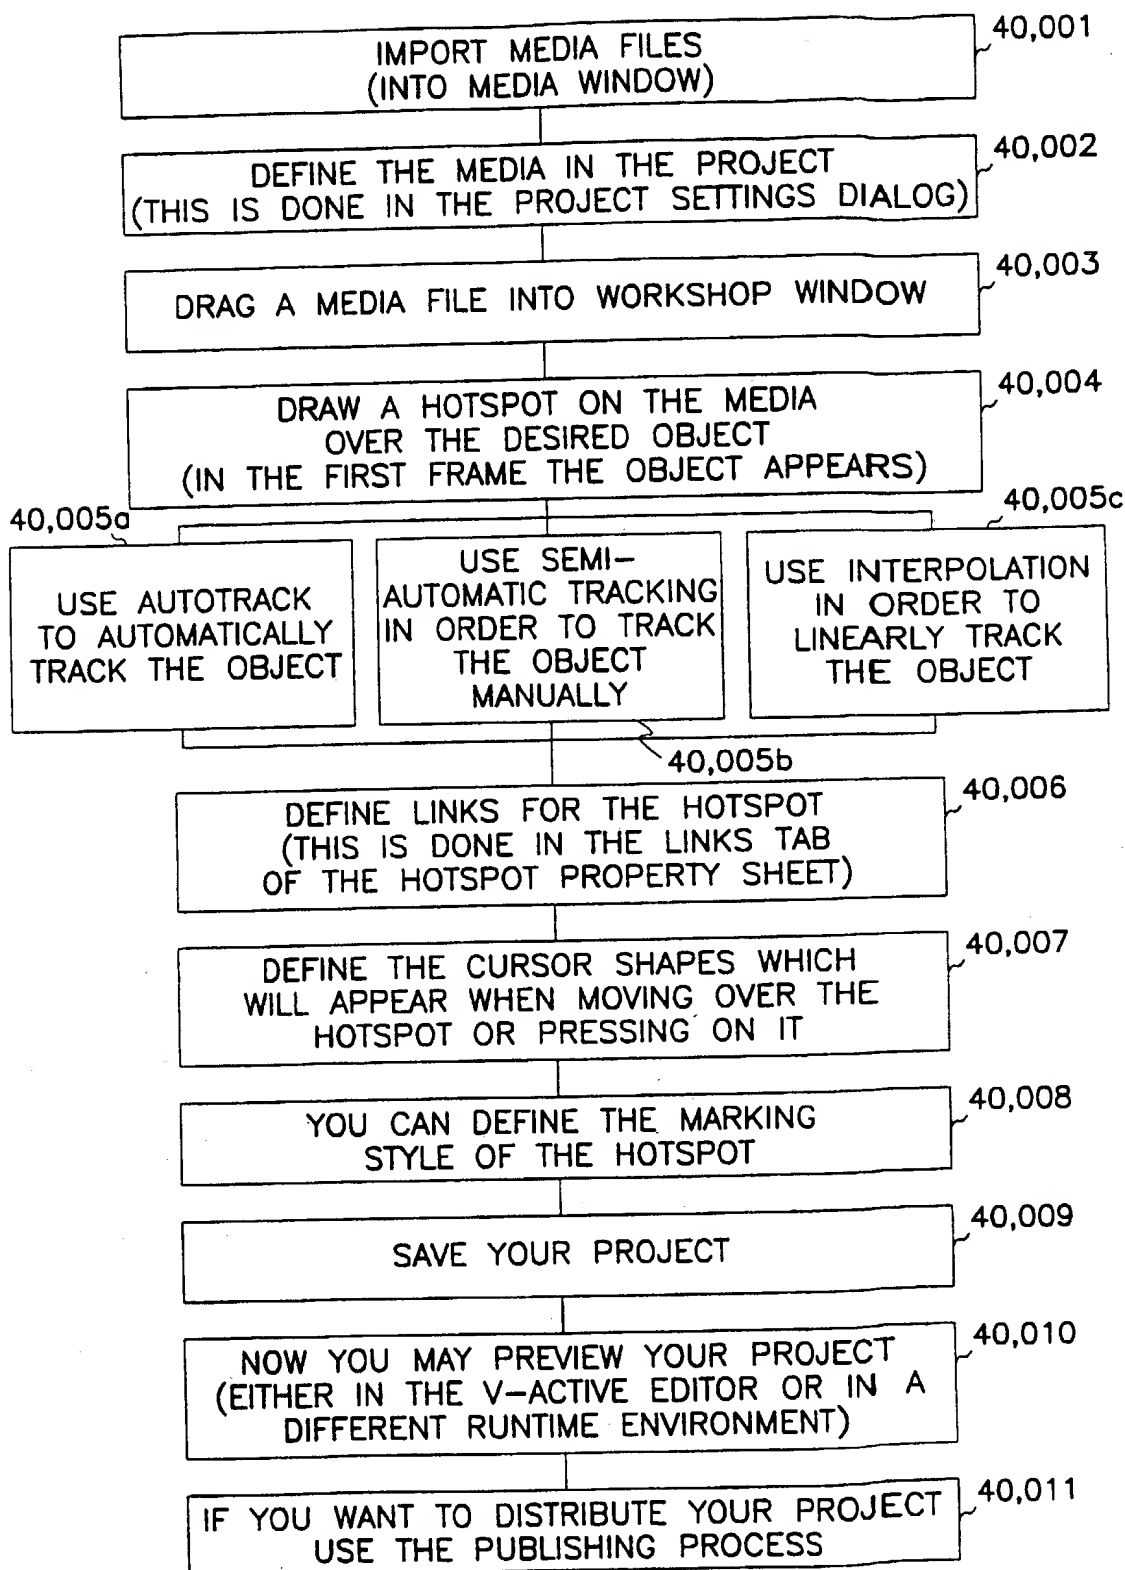 40,001
IMPORT MEDIA FILES
(INTO MEDIA WINDOW)
40,002
DEFINE THE MEDIA IN THE PROJECT
(THIS IS DONE IN THE PROJECT SETTINGS DIALOG)
40,003
DRAG A MEDIA FILE INTO WORKSHOP WINDOW
40,004
DRAW A HOTSPOT ON THE MEDIA
OVER THE DESIRED OBJECT
(IN THE FIRST FRAME THE OBJECT APPEARS)
40,005a
USE AUTOTRACK
TO AUTOMATICALLY
TRACK THE OBJECT
USE SEMI-
AUTOMATIC TRACKING
IN ORDER TO TRACK
THE OBJECT
MANUALLY
40,005b
40,005c
USE INTERPOLATION
IN ORDER TO
LINEARLY TRACK
THE OBJECT
40,006
DEFINE LINKS FOR THE HOTSPOT
(THIS IS DONE IN THE LINKS TAB
OF THE HOTSPOT PROPERTY SHEET)
40,007
DEFINE THE CURSOR SHAPES WHICH
WILL APPEAR WHEN MOVING OVER THE
HOTSPOT OR PRESSING ON IT
40,008
YOU CAN DEFINE THE MARKING
STYLE OF THE HOTSPOT
40,009
SAVE YOUR PROJECT
40,010
NOW YOU MAY PREVIEW YOUR PROJECT
(EITHER IN THE V-ACTIVE EDITOR OR IN A
DIFFERENT RUNTIME ENVIRONMENT)
40,011
IF YOU WANT TO DISTRIBUTE YOUR PROJECT
USE THE PUBLISHING PROCESS